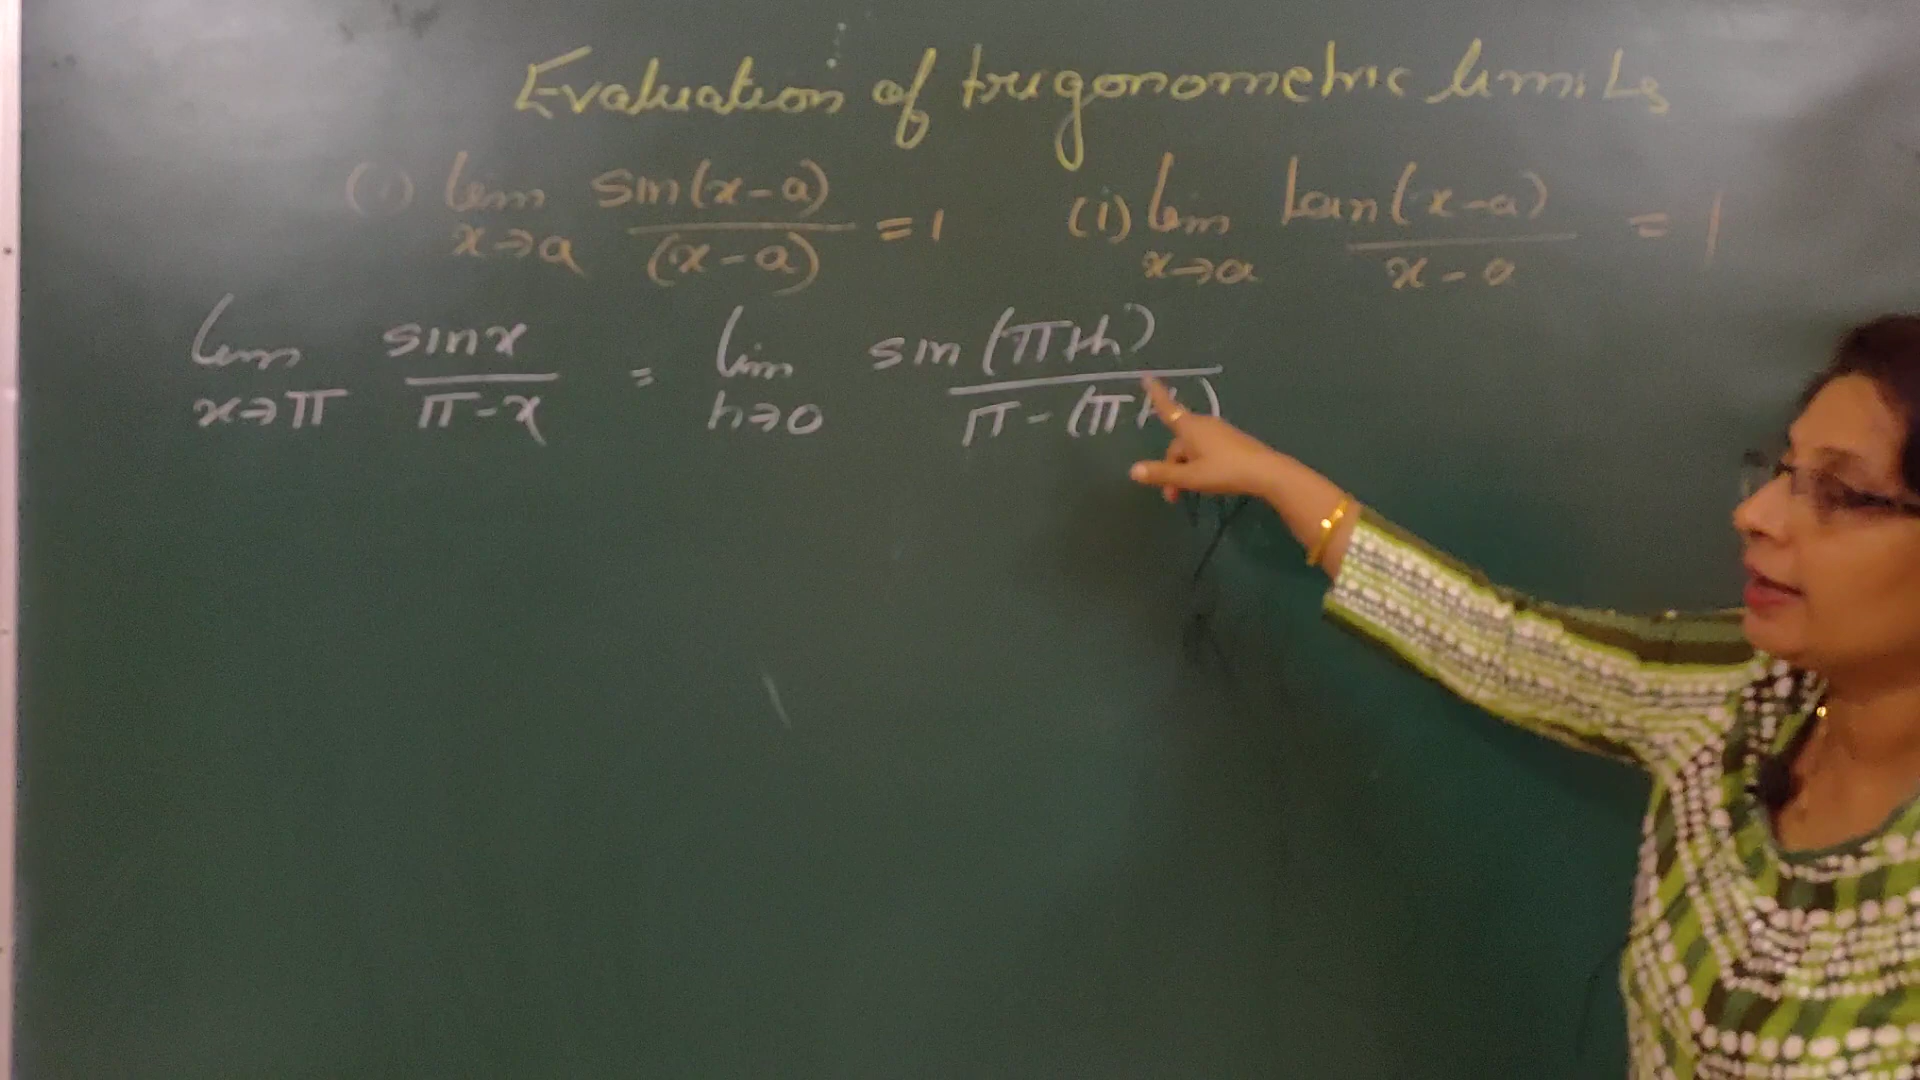 Evaluation of trigonometric limits
(i) lim x→a sin(x-a)/(x-a) = 1 (i) lim x→a tan(x-a)/x-a = 1
lim x→π sinx/π-x = lim h→0 sin(π+h)/π-(π+h)